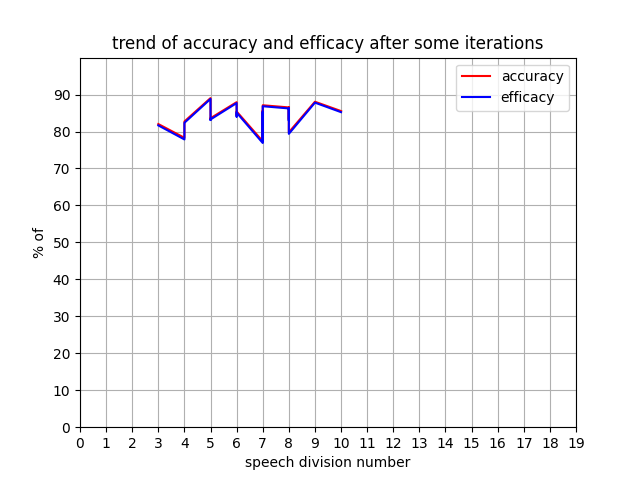 trend of accuracy and efficacy after some iterations
accuracy
efficacy
90
80
70
60
50
40
30
20
10
0
% of
0 1 2 3 4 5 6 7 8 9 10 11 12 13 14 15 16 17 18 19
speech division number